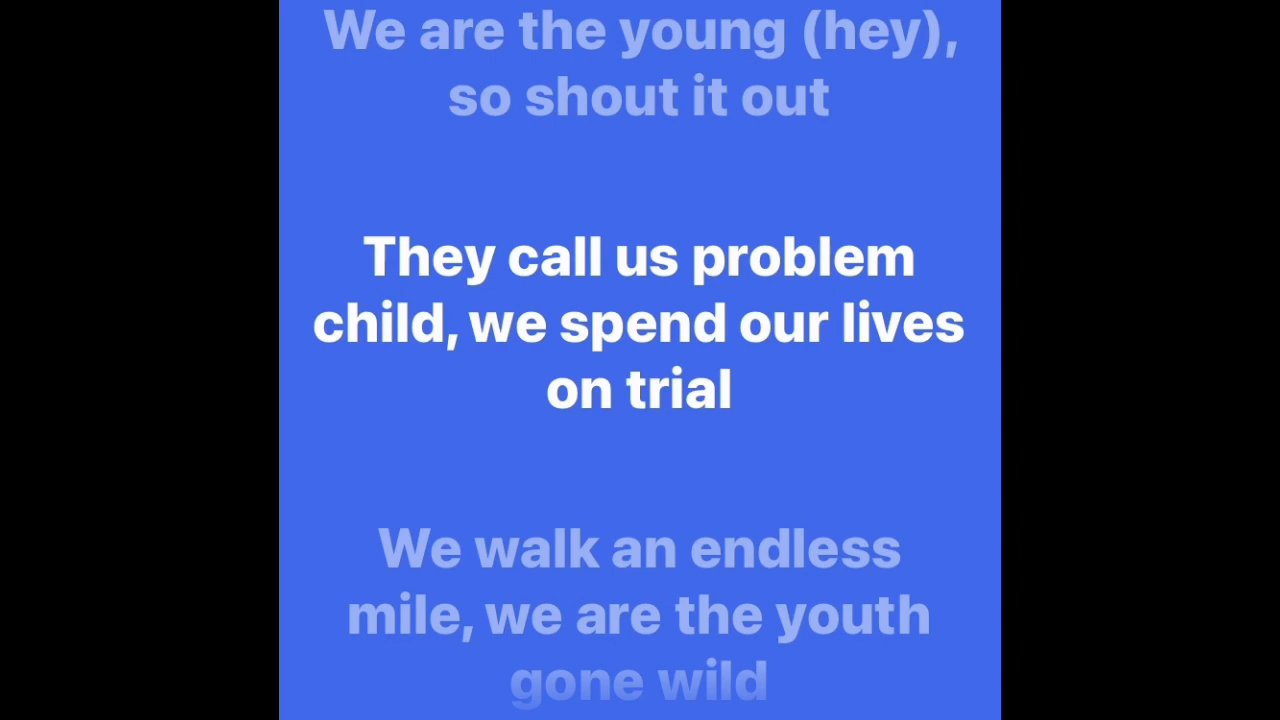 We are the young (hey),
so shout it out
They call us problem
child, we spend our lives
on trial
We walk an endless
mile, we are the youth
gone wild